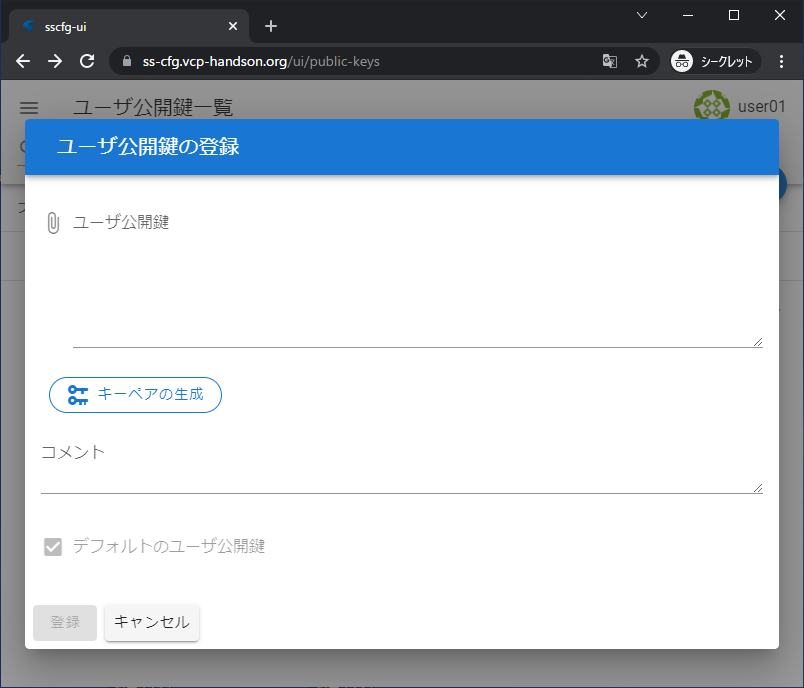 sscfg-ui
ss-cfg.vcp-handson.org/ui/public-keys
シークレット
ユーザ公開鍵一覧
user01
ユーザ公開鍵の登録
ユーザ公開鍵
キーペアの生成
コメント
デフォルトのユーザ公開鍵
登録
キャンセル